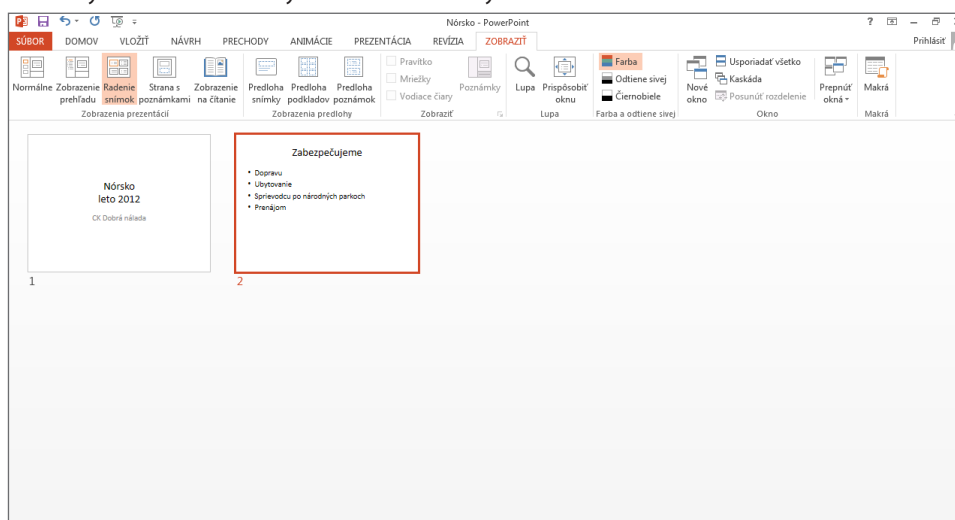 Nórsko - PowerPoint
SÚBOR DOMOV VLOŽIŤ NÁVRH PRECHODY ANIMÁCIE PREZENTÁCIA REVÍZIA ZOBRAZIŤ Prihlásiť
Normálne Zobrazenie prehľadu Radenie snímok Strana s poznámkami Zobrazenie na čítanie
Zobrazenia prezentácií
Predloha snímky Predloha podkladov Predloha poznámok
Zobrazenia predlohy
Pravítko
Mriežky
Vodiace čiary
Poznámky
Zobraziť
Lupa Prispôsobiť oknu
Lupa
Farba
Odtiene sivej
Čiernobiele
Farba a odtiene sivej
Nové okno
Usporiadať všetko
Kaskáda
Posunúť rozdelenie
Prepnúť okná
Okno
Makrá
Makrá
Nórsko
leto 2012
CK Dobrá nálada
1
Zabezpečujeme
• Dopravu
• Ubytovanie
• Sprievodcu po národných parkoch
• Prenájom
2